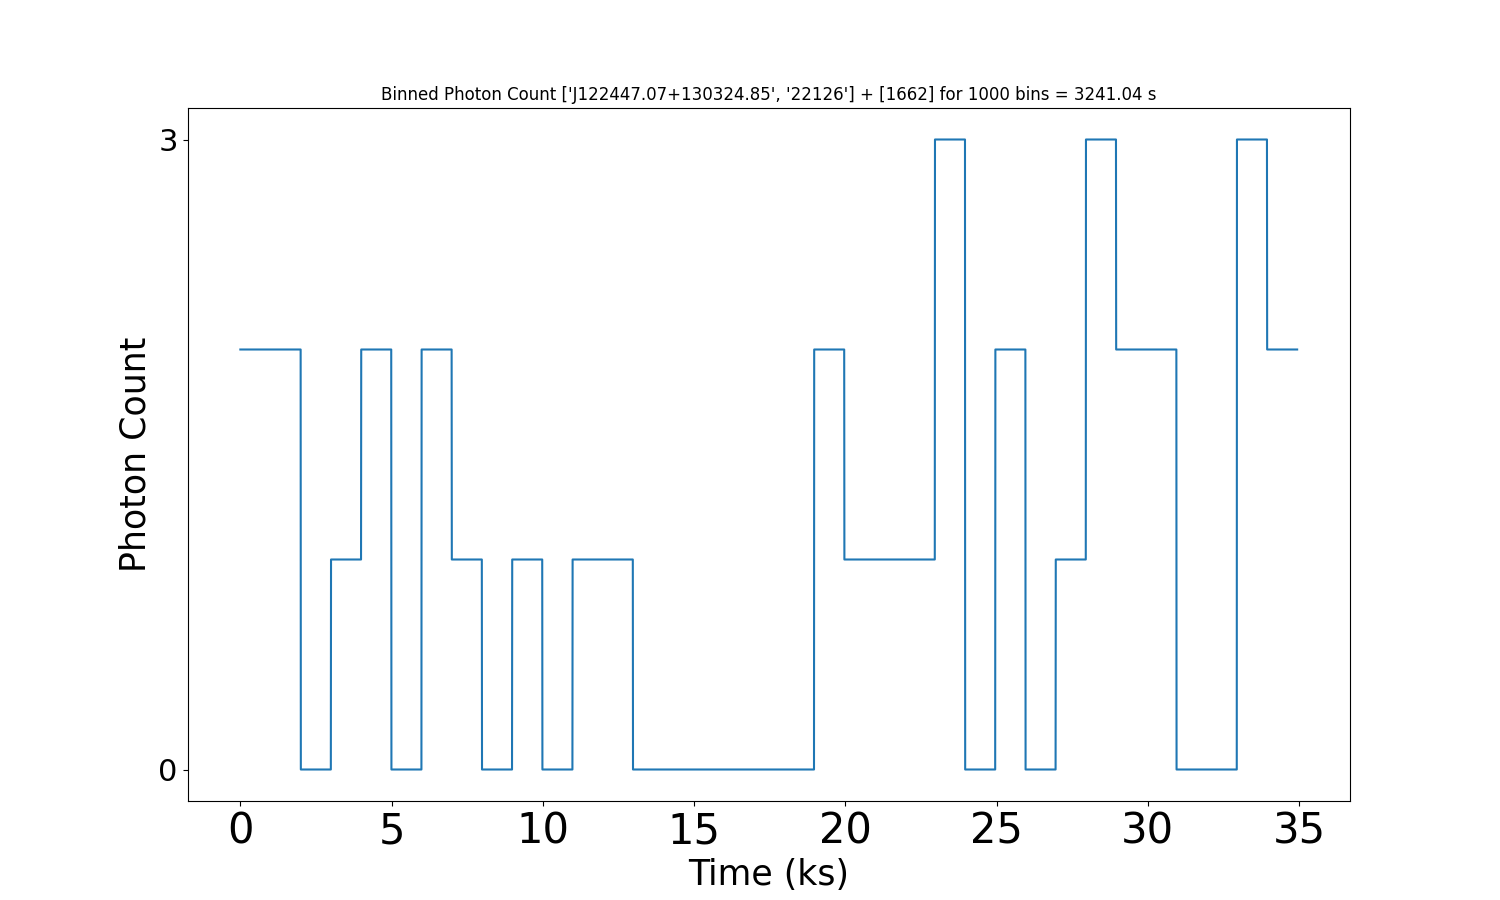 Binned Photon Count ['J122447.07+130324.85', '22126'] + [1662] for 1000 bins = 3241.04 s
3
Photon Count
0
0 5 10 15 20 25 30 35
Time (ks)